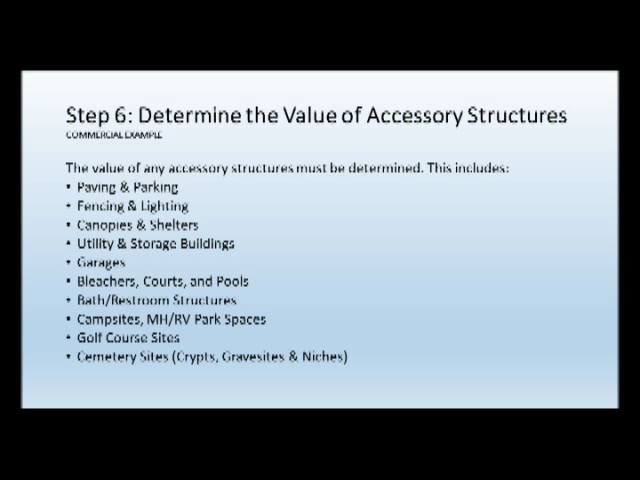 Step 6: Determine the Value of Accessory Structures
COMMERCIAL EXAMPLE
The value of any accessory structures must be determined. This includes:
• Paving & Parking
• Fencing & Lighting
• Canopies & Shelters
• Utility & Storage Buildings
• Garages
• Bleachers, Courts, and Pools
• Bath/Restroom Structures
• Campsites, MH/RV Park Spaces
• Golf Course Sites
• Cemetery Sites (Crypts, Gravesites & Niches)